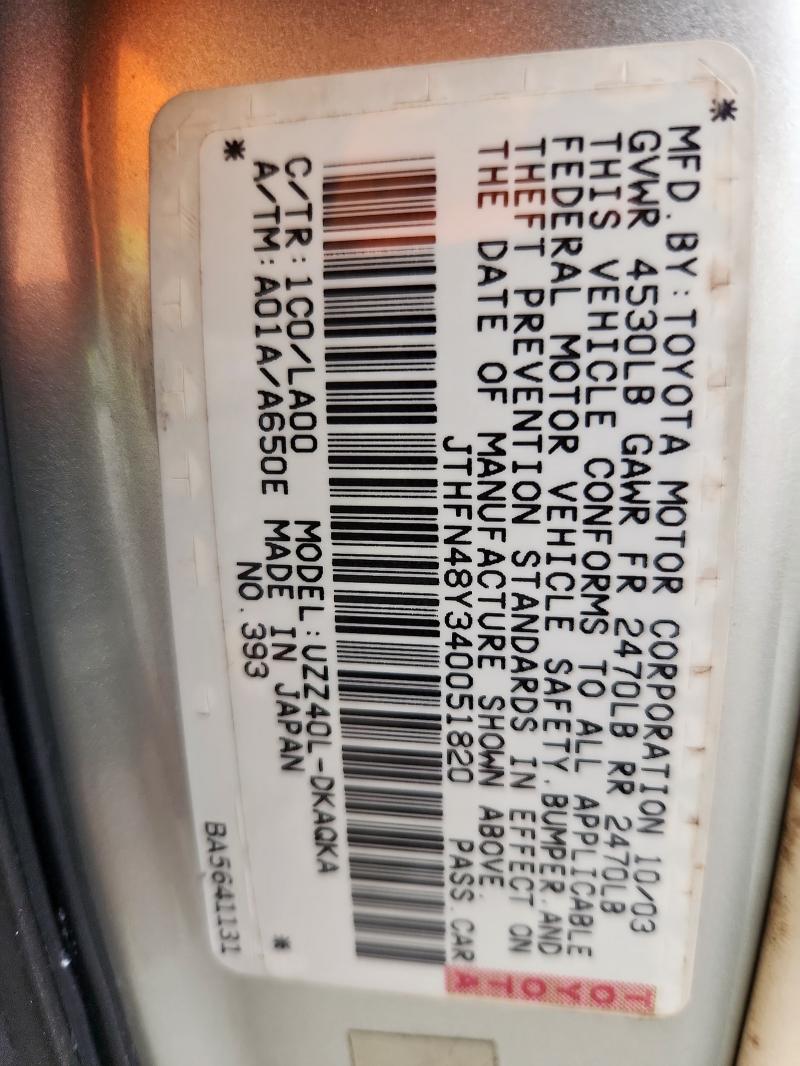 MFD.BY:TOYOTA MOTOR CORPORATION 10/03
GVWR 4530LB GAWR FR 2470LB RR 2470LB
THIS VEHICLE CONFORMS TO ALL APPLICABLE
FEDERAL MOTOR VEHICLE SAFETY,BUMPER,AND
THEFT PREVENTION STANDARDS IN EFFECT ON
THE DATE OF MANUFACTURE SHOWN ABOVE.
JTHFN48Y340051820 PASS.CAR
C/TR:1C0/LA00 MODEL:UZZ40L-DKAQKA
A/TM:A01A/A650E MADE IN JAPAN
NO.393
BA5641131
TOYOTA